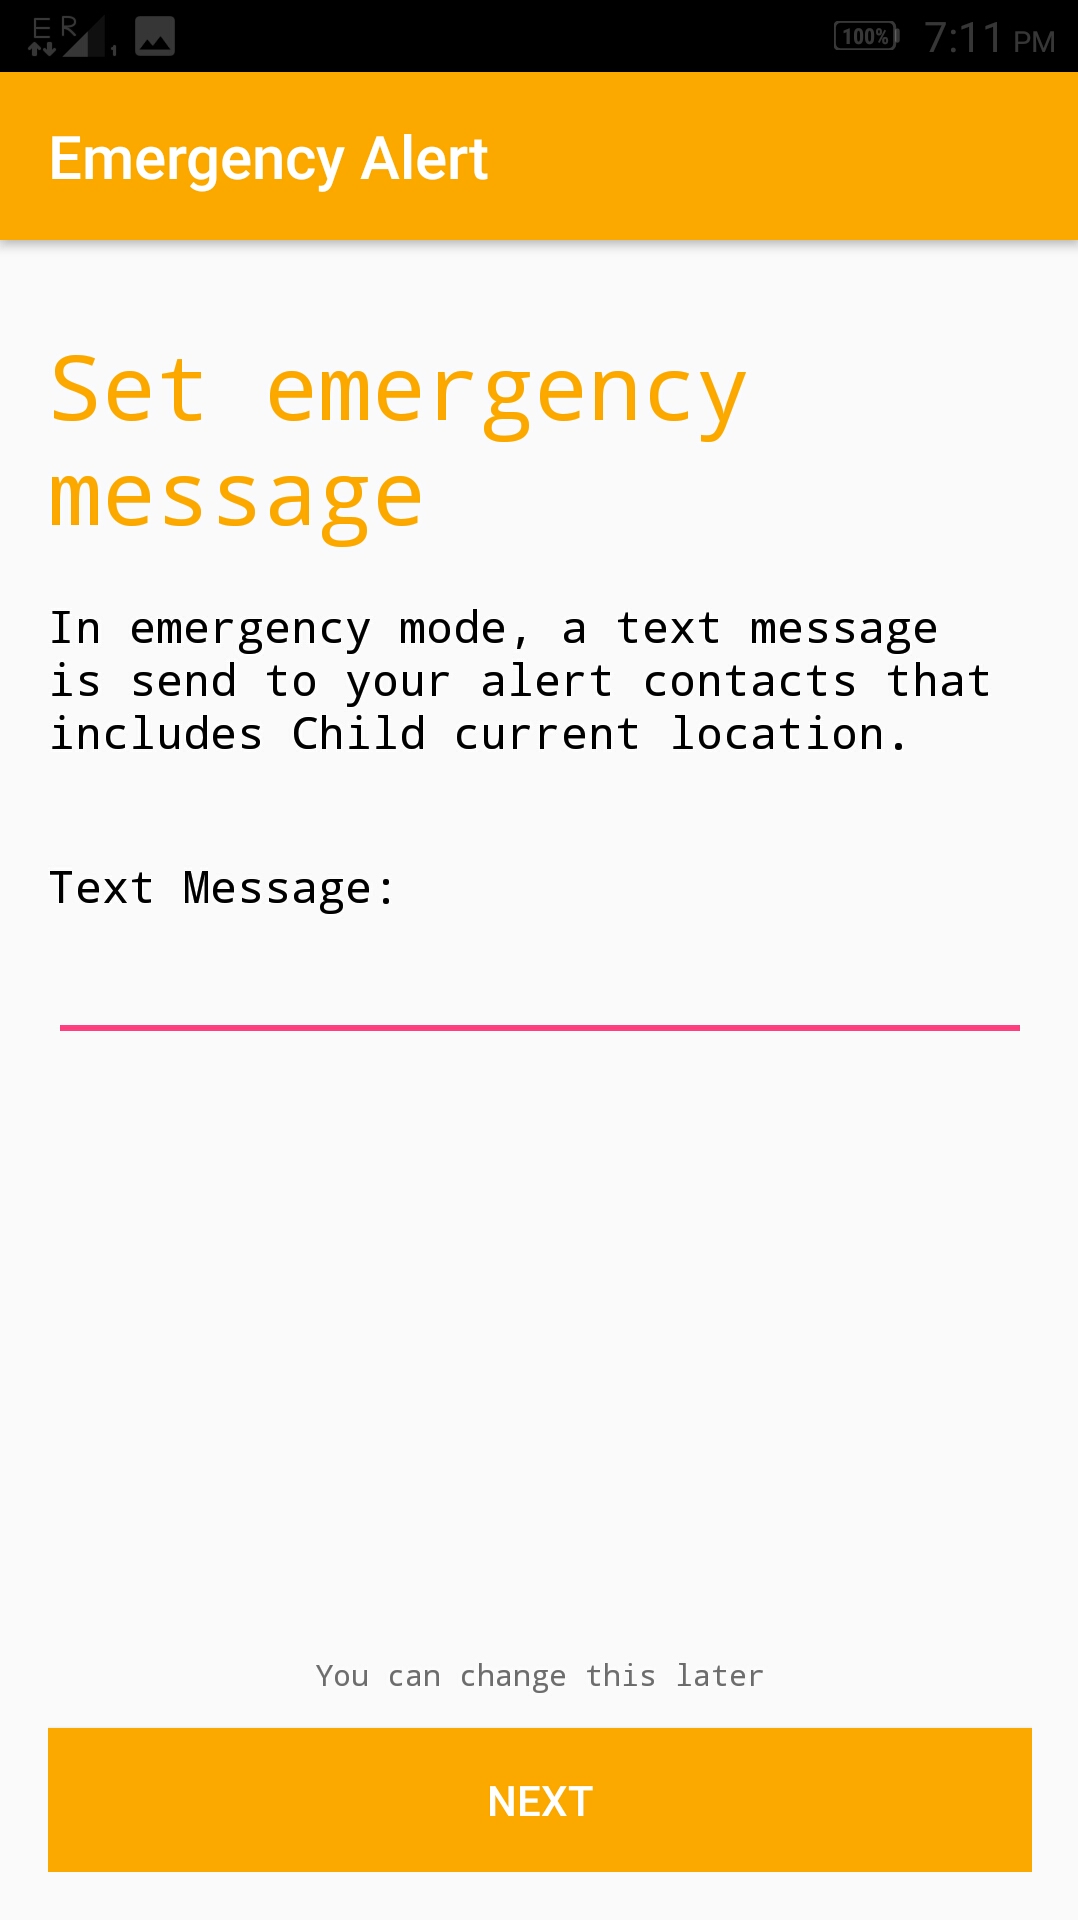 E R 1 100% 7:11 PM
Emergency Alert
Set emergency
message
In emergency mode, a text message
is send to your alert contacts that
includes Child current location.
Text Message:
You can change this later
NEXT